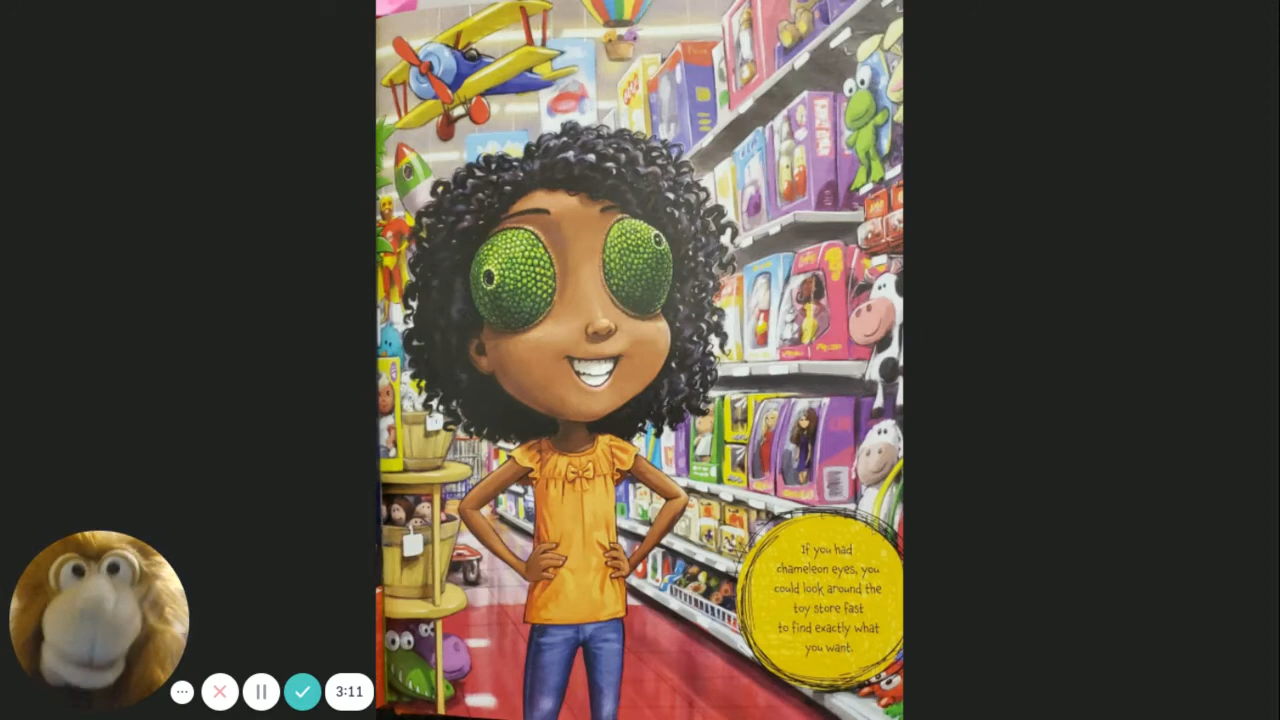 If you had
chameleon eyes, you
could look around the
toy store fast
to find exactly what
you want.
3:11